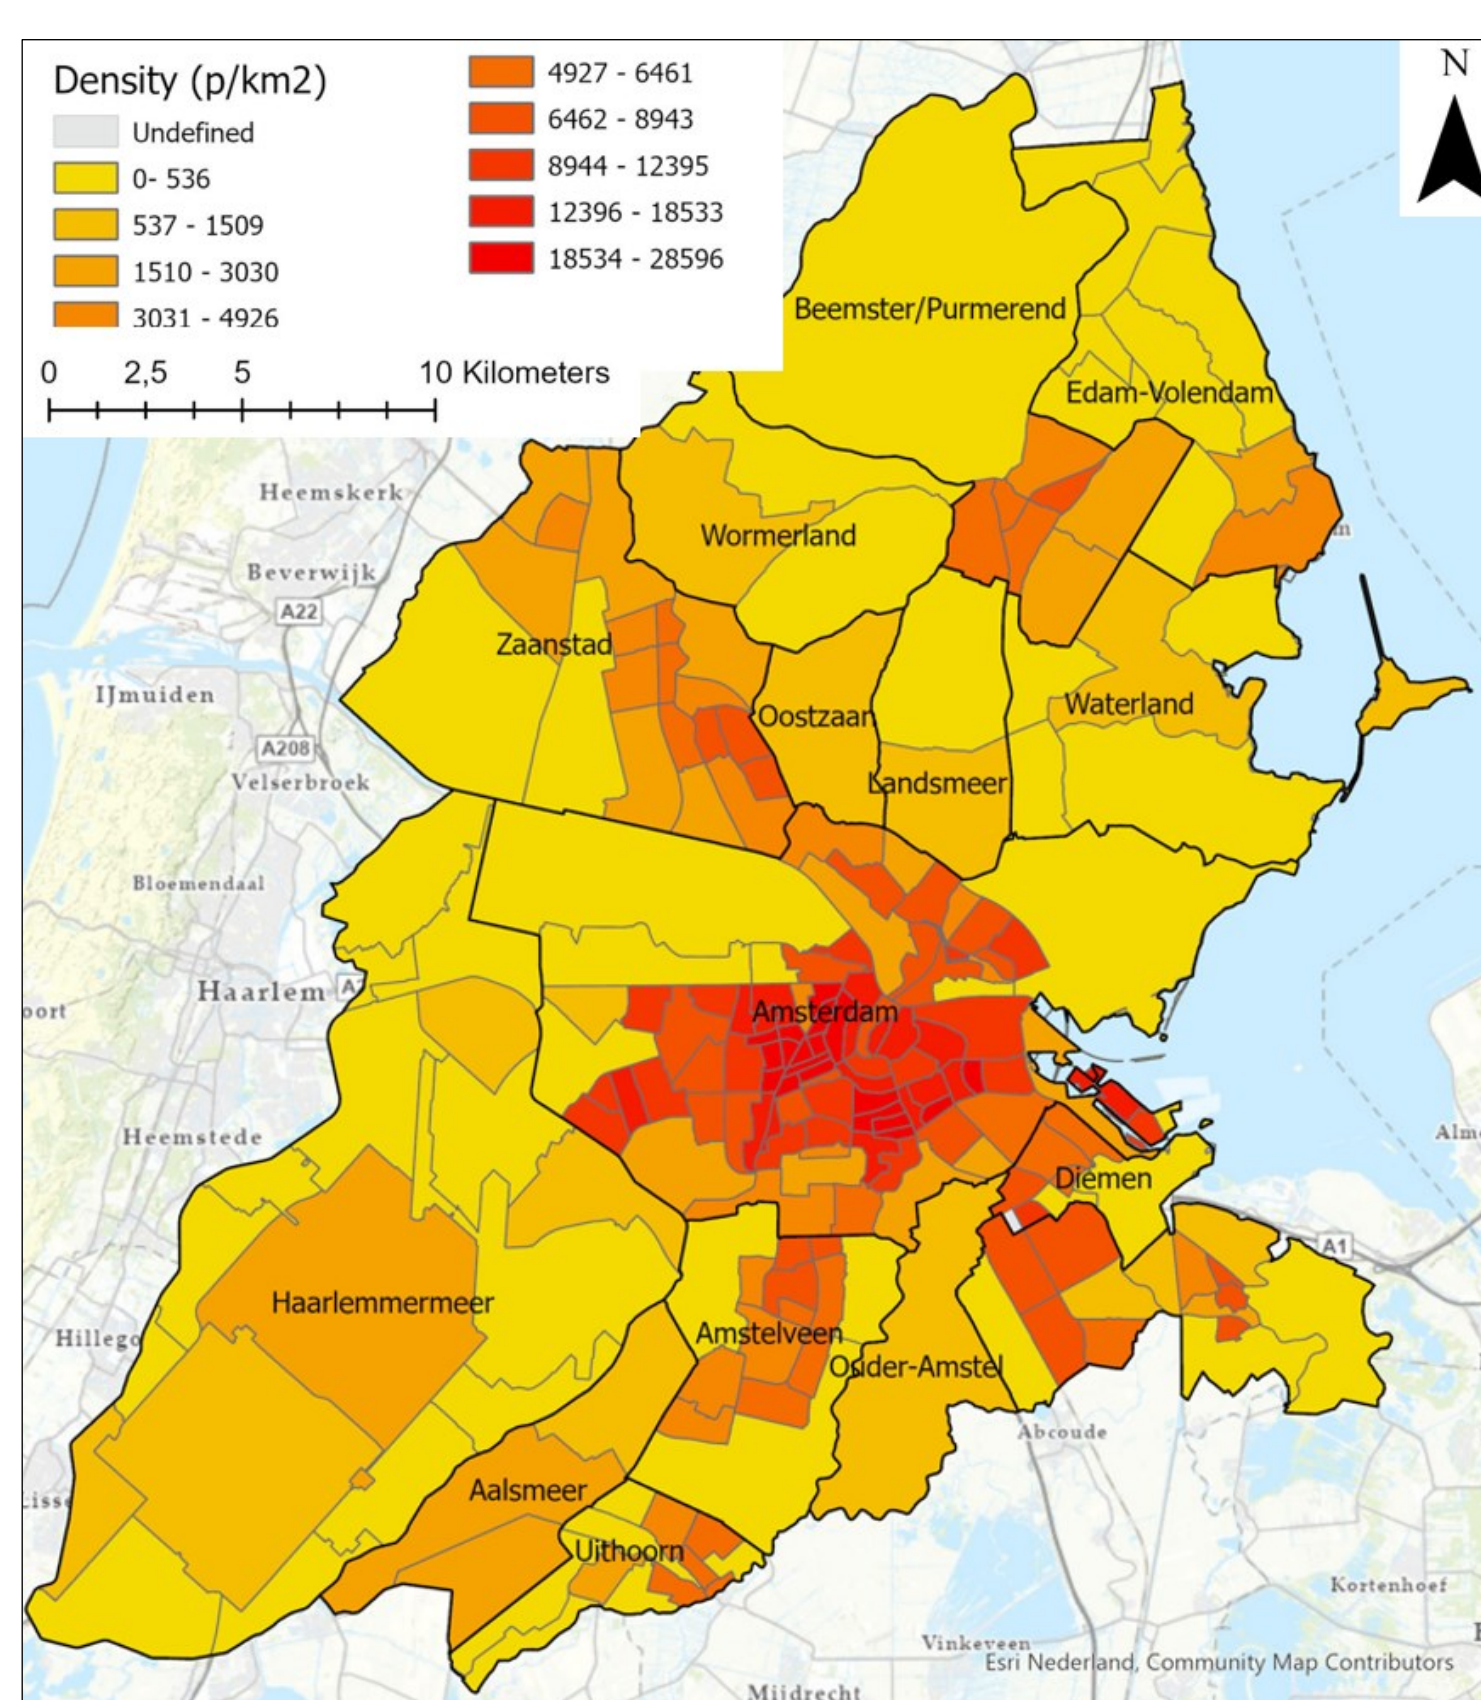 Density (p/km2)
Undefined
0- 536
537 - 1509
1510 - 3030
3031 - 4926
4927 - 6461
6462 - 8943
8944 - 12395
12396 - 18533
18534 - 28596
0 2,5 5 10 Kilometers
N
Beemster/Purmerend
Edam-Volendam
Heemskerk
Wormerland
Beverwijk
A22
Zaanstad
IJmuiden
Waterland
Oostzaan
A208
Velserbroek
Landsmeer
Bloemendaal
Haarlem
Amsterdam
Heemstede
Diemen
A1
Haarlemmermeer
Amstelveen
Hillego
Ouder-Amstel
Abcoude
Aalsmeer
Uithoorn
Kortenhoef
Vinkeveen
Esri Nederland, Community Map Contributors
Mijdrecht